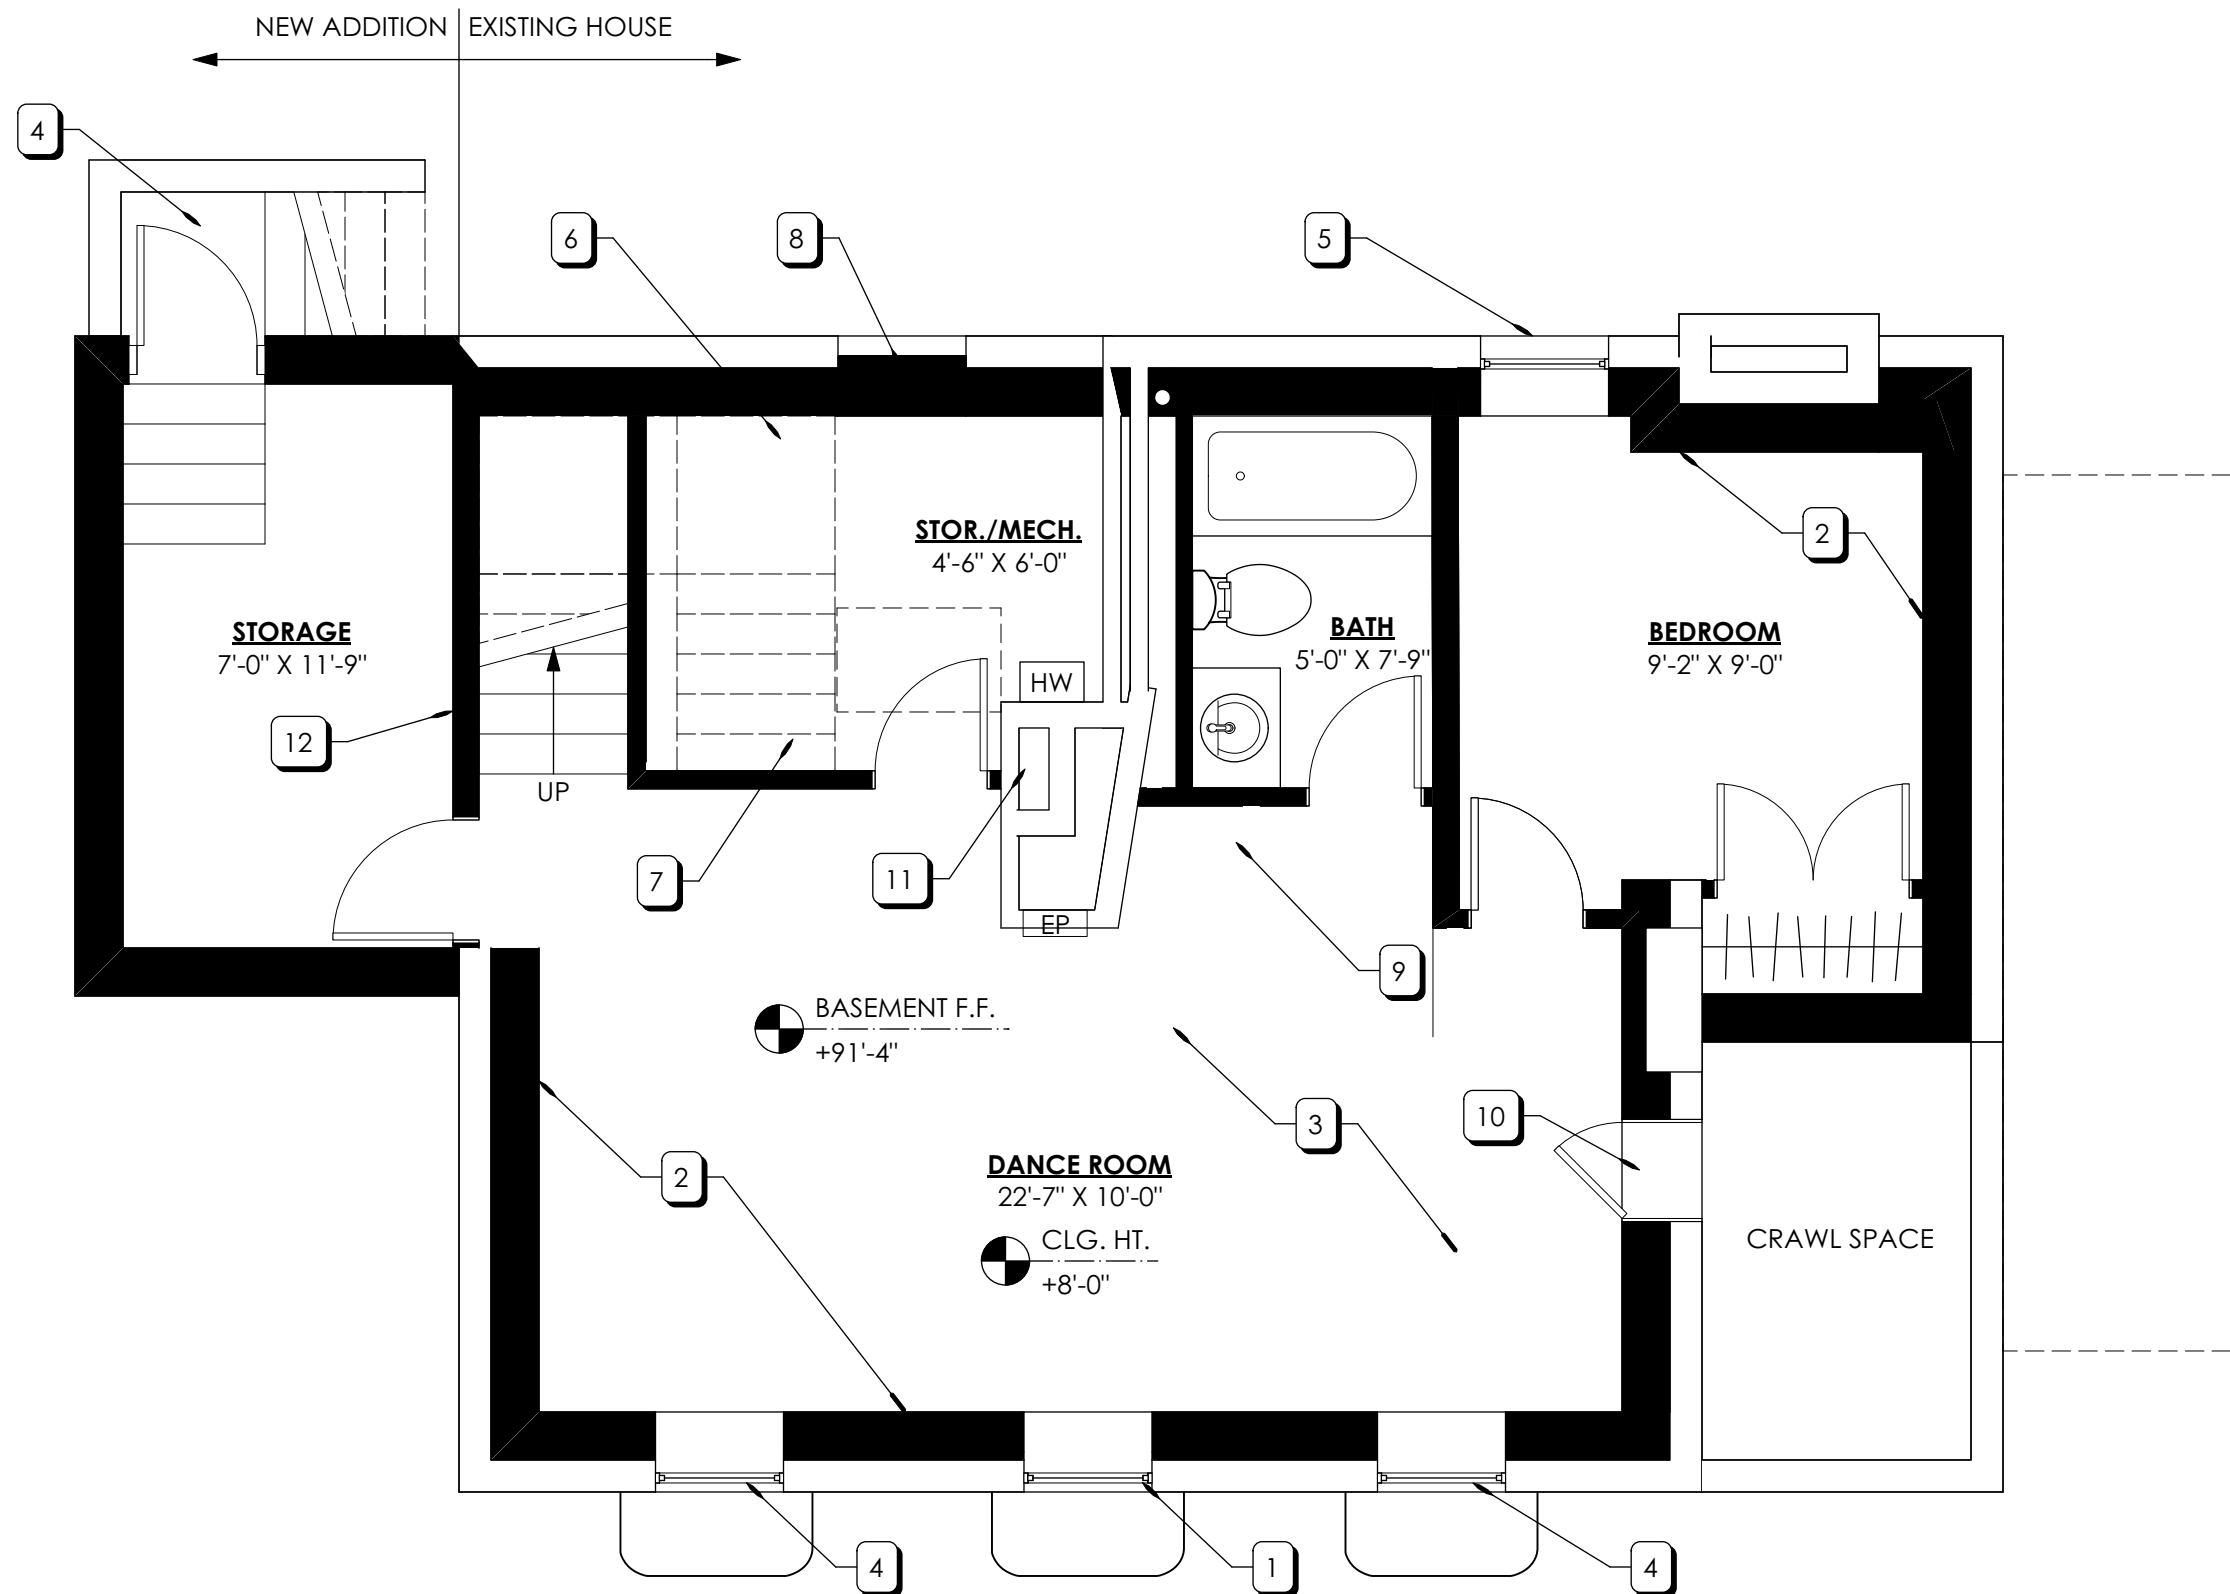 NEW ADDITION EXISTING HOUSE
4
6
8
5
STOR./MECH.
4'-6" X 6'-0"
2
STORAGE
7'-0" X 11'-9"
BATH
5'-0" X 7'-9"
BEDROOM
9'-2" X 9'-0"
HW
12
UP
7
11
EP
9
BASEMENT F.F.
+91'-4"
3
10
2
DANCE ROOM
22'-7" X 10'-0"
CLG. HT.
+8'-0"
CRAWL SPACE
4
1
4